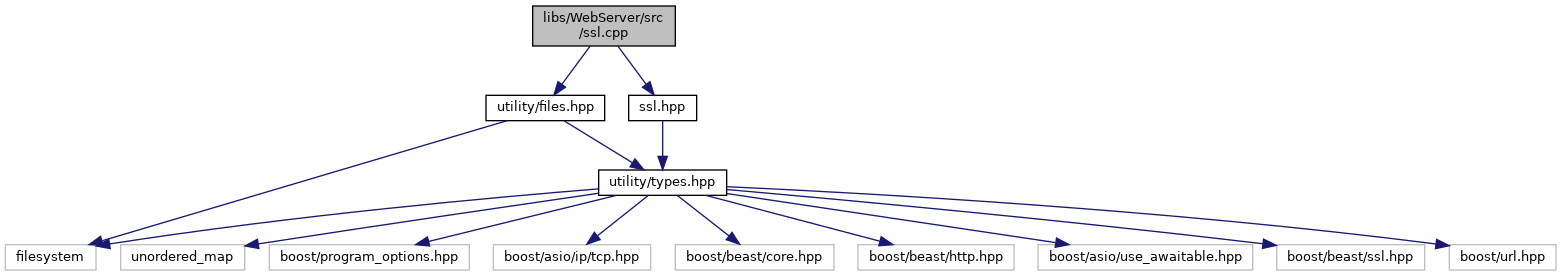 libs/WebServer/src
/ssl.cpp
utility/files.hpp
ssl.hpp
utility/types.hpp
filesystem
unordered_map
boost/program_options.hpp
boost/asio/ip/tcp.hpp
boost/beast/core.hpp
boost/beast/http.hpp
boost/asio/use_awaitable.hpp
boost/beast/ssl.hpp
boost/url.hpp